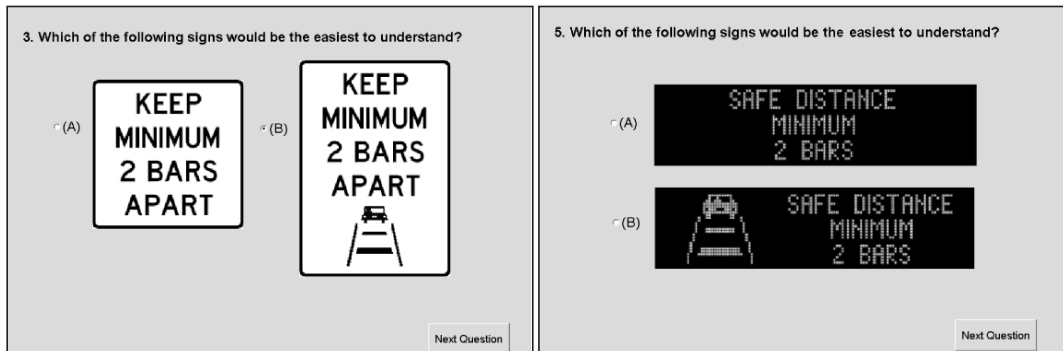 3. Which of the following signs would be the easiest to understand?
(A)
KEEP
MINIMUM
2 BARS
APART
(B)
KEEP
MINIMUM
2 BARS
APART
Next Question
5. Which of the following signs would be the easiest to understand?
(A)
SAFE DISTANCE
MINIMUM
2 BARS
(B)
SAFE DISTANCE
MINIMUM
2 BARS
Next Question